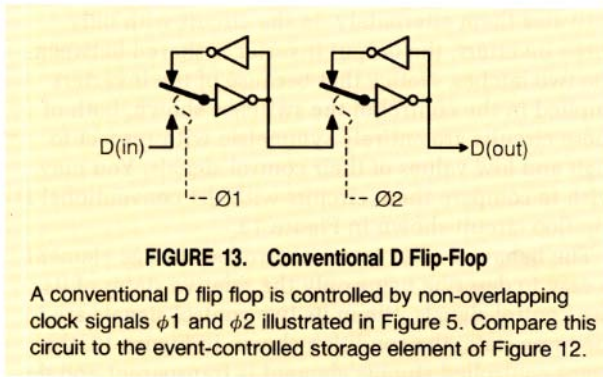 D(in)
D(out)
Ø1
Ø2
FIGURE 13. Conventional D Flip-Flop
A conventional D flip flop is controlled by non-overlapping
clock signals ϕ1 and ϕ2 illustrated in Figure 5. Compare this
circuit to the event-controlled storage element of Figure 12.